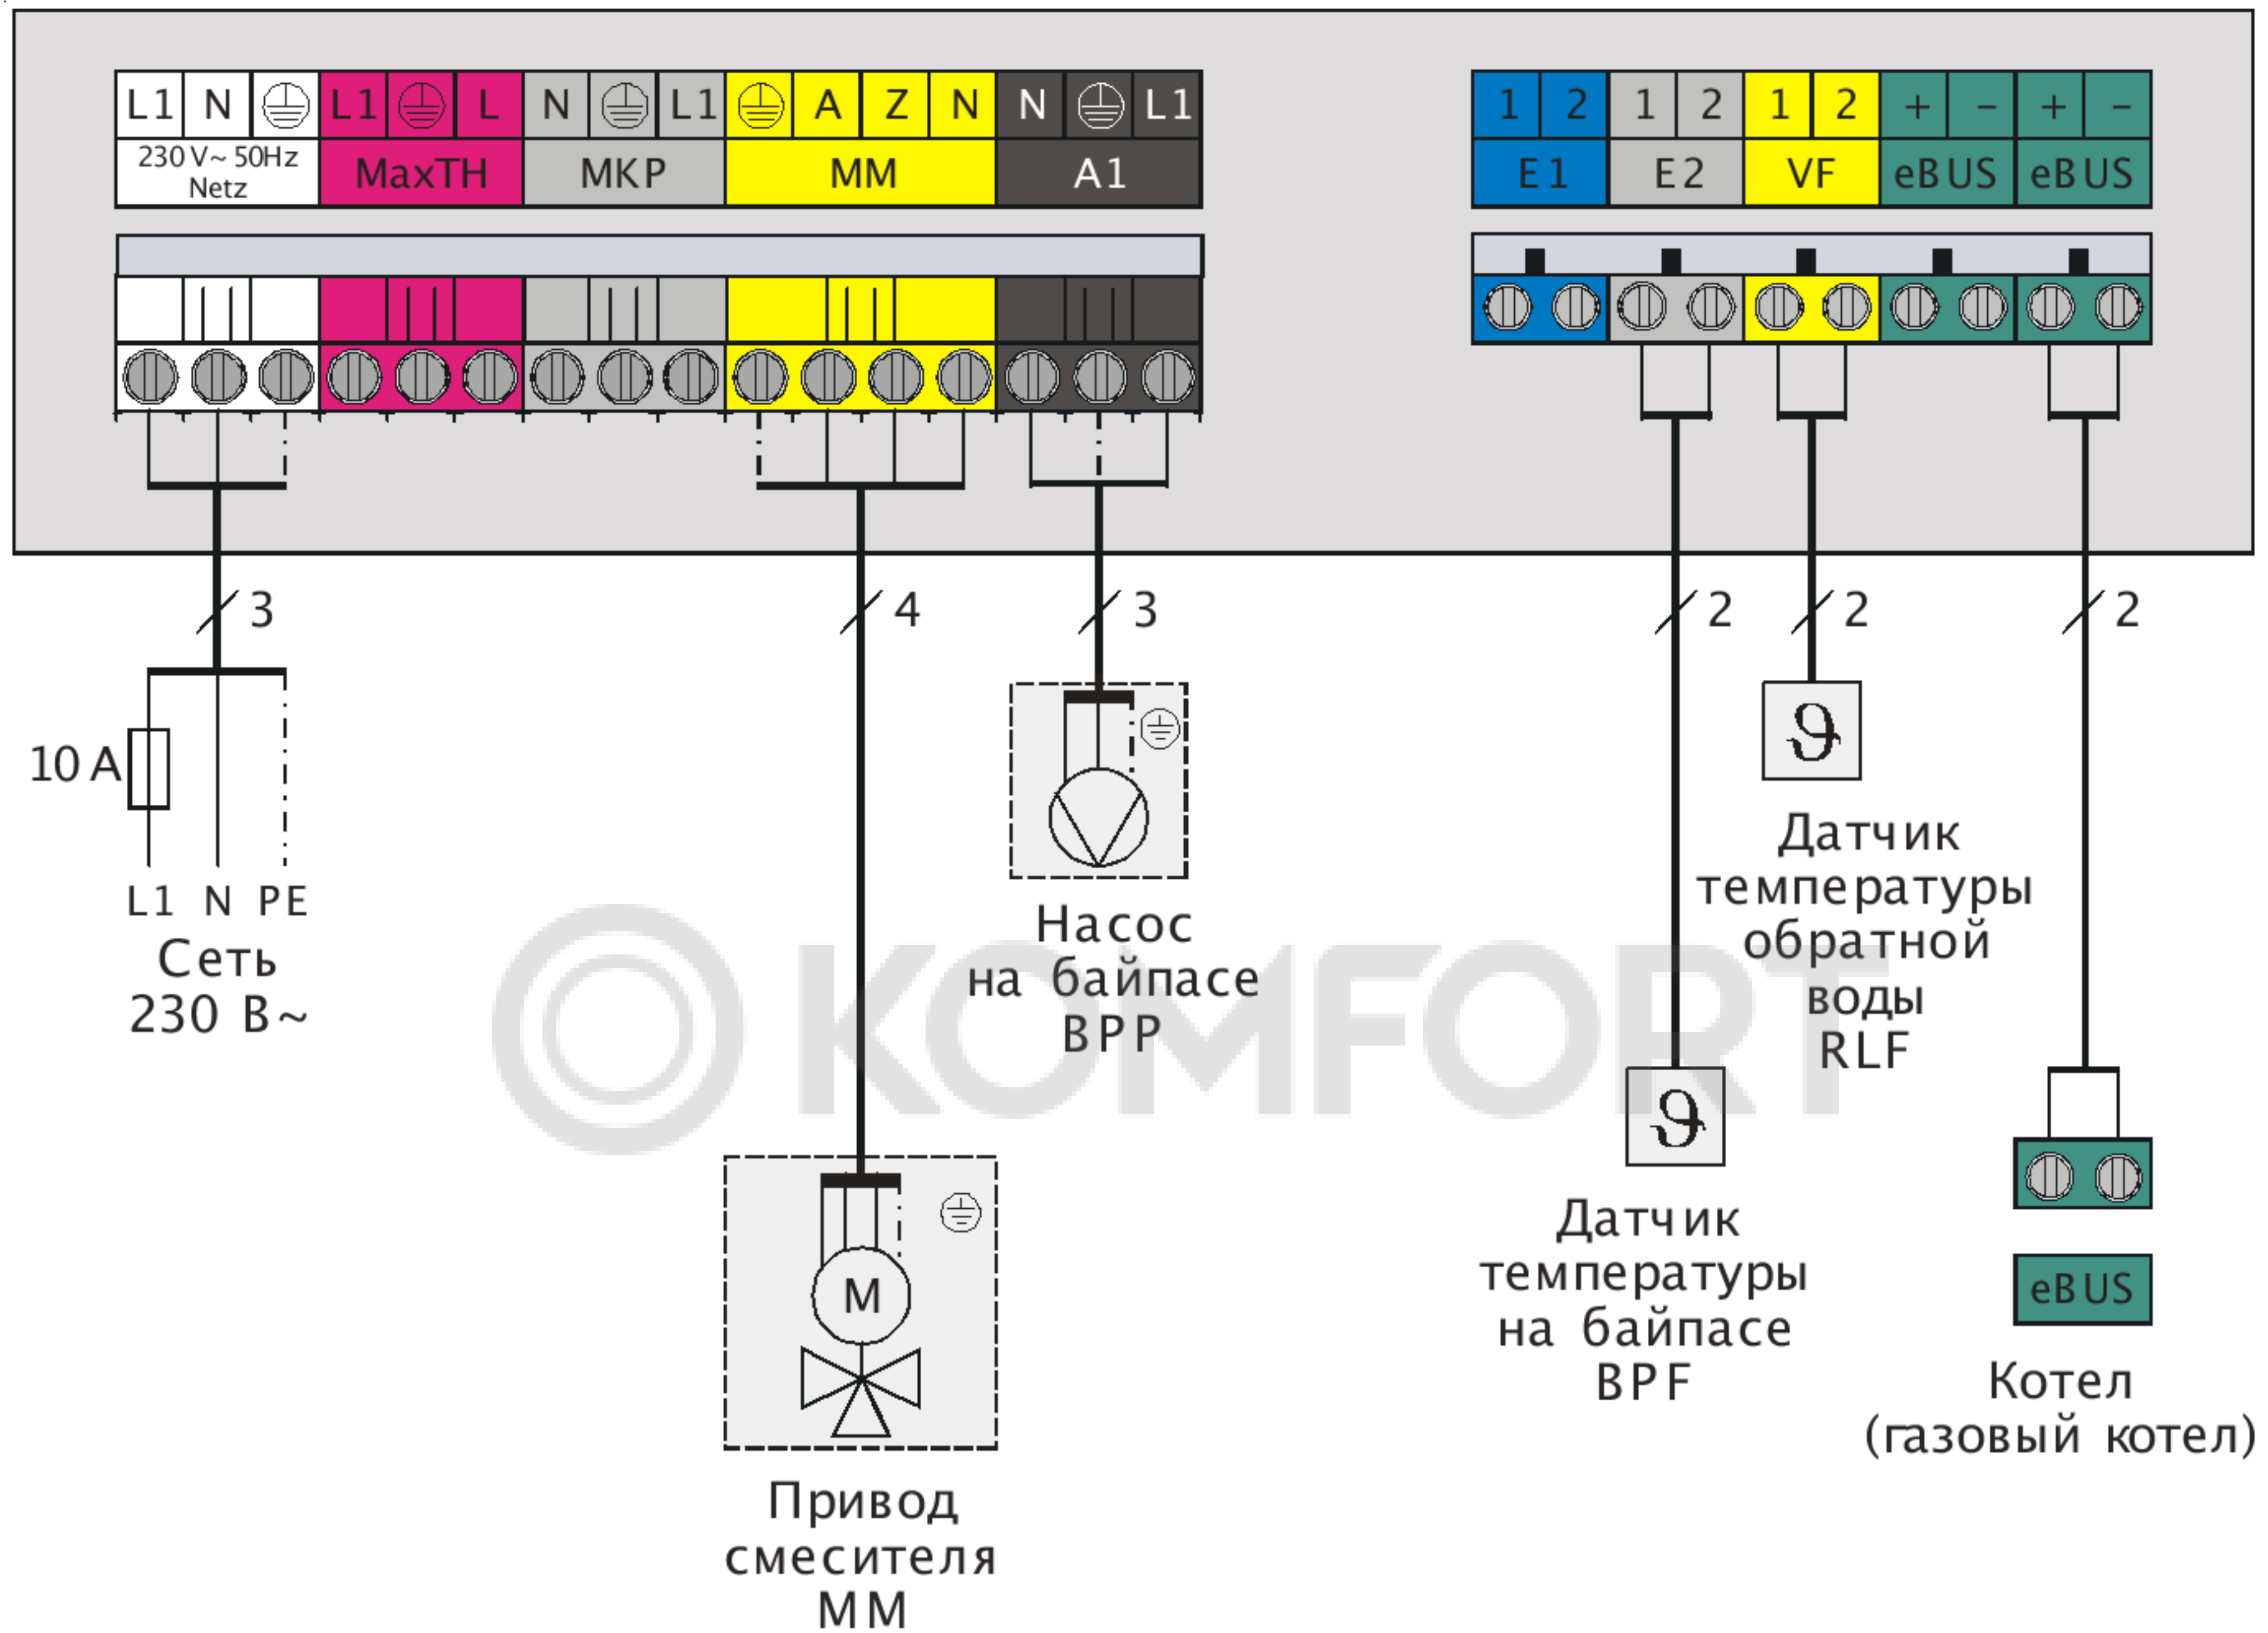 L1 N L1 L N L1 A Z N N L1
230 V~ 50Hz
Netz
MaxTH MKP MM A1
1 2 1 2 1 2 + - + -
E1 E2 VF eBUS eBUS
3 4 3 2 2 2
10 A
L1 N PE
Сеть
230 В~
Насос
на байпасе
BPP
ϑ
Датчик
температуры
обратной
воды
RLF
ϑ
Датчик
температуры
на байпасе
BPF
M
Привод
смесителя
MM
eBUS
Котел
(газовый котел)
KOMFORT